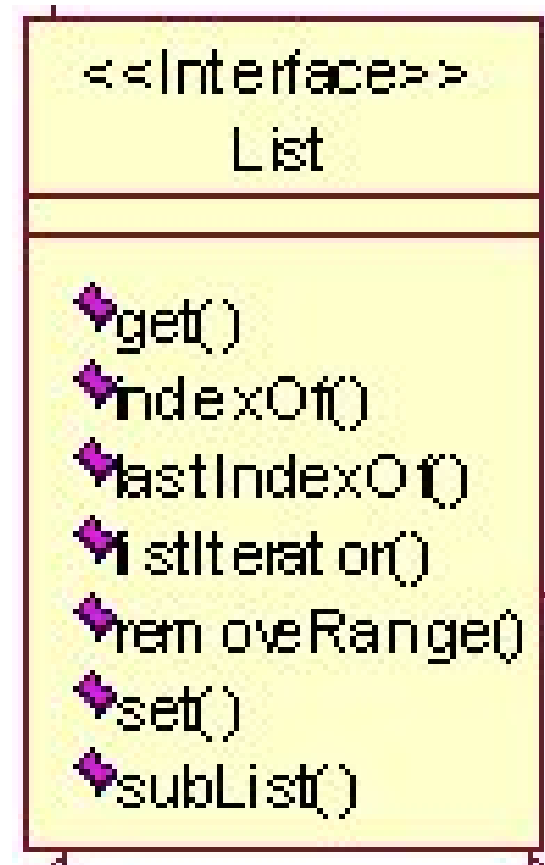 <<Interface>>
List
get()
indexOf()
lastIndexOf()
listIterator()
removeRange()
set()
subList()